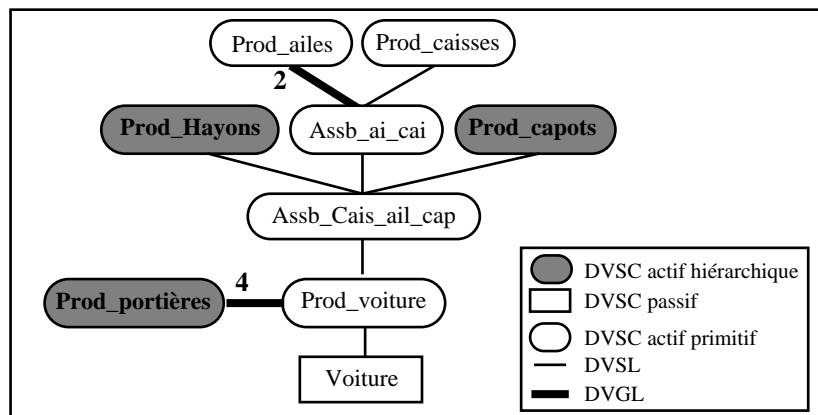 Prod_ailes
Prod_caisses
2
Prod_Hayons
Assb_ai_cai
Prod_capots
Assb_Cais_ail_cap
4
Prod_portières
Prod_voiture
Voiture
DVSC actif hiérarchique
DVSC passif
DVSC actif primitif
DVSL
DVGL